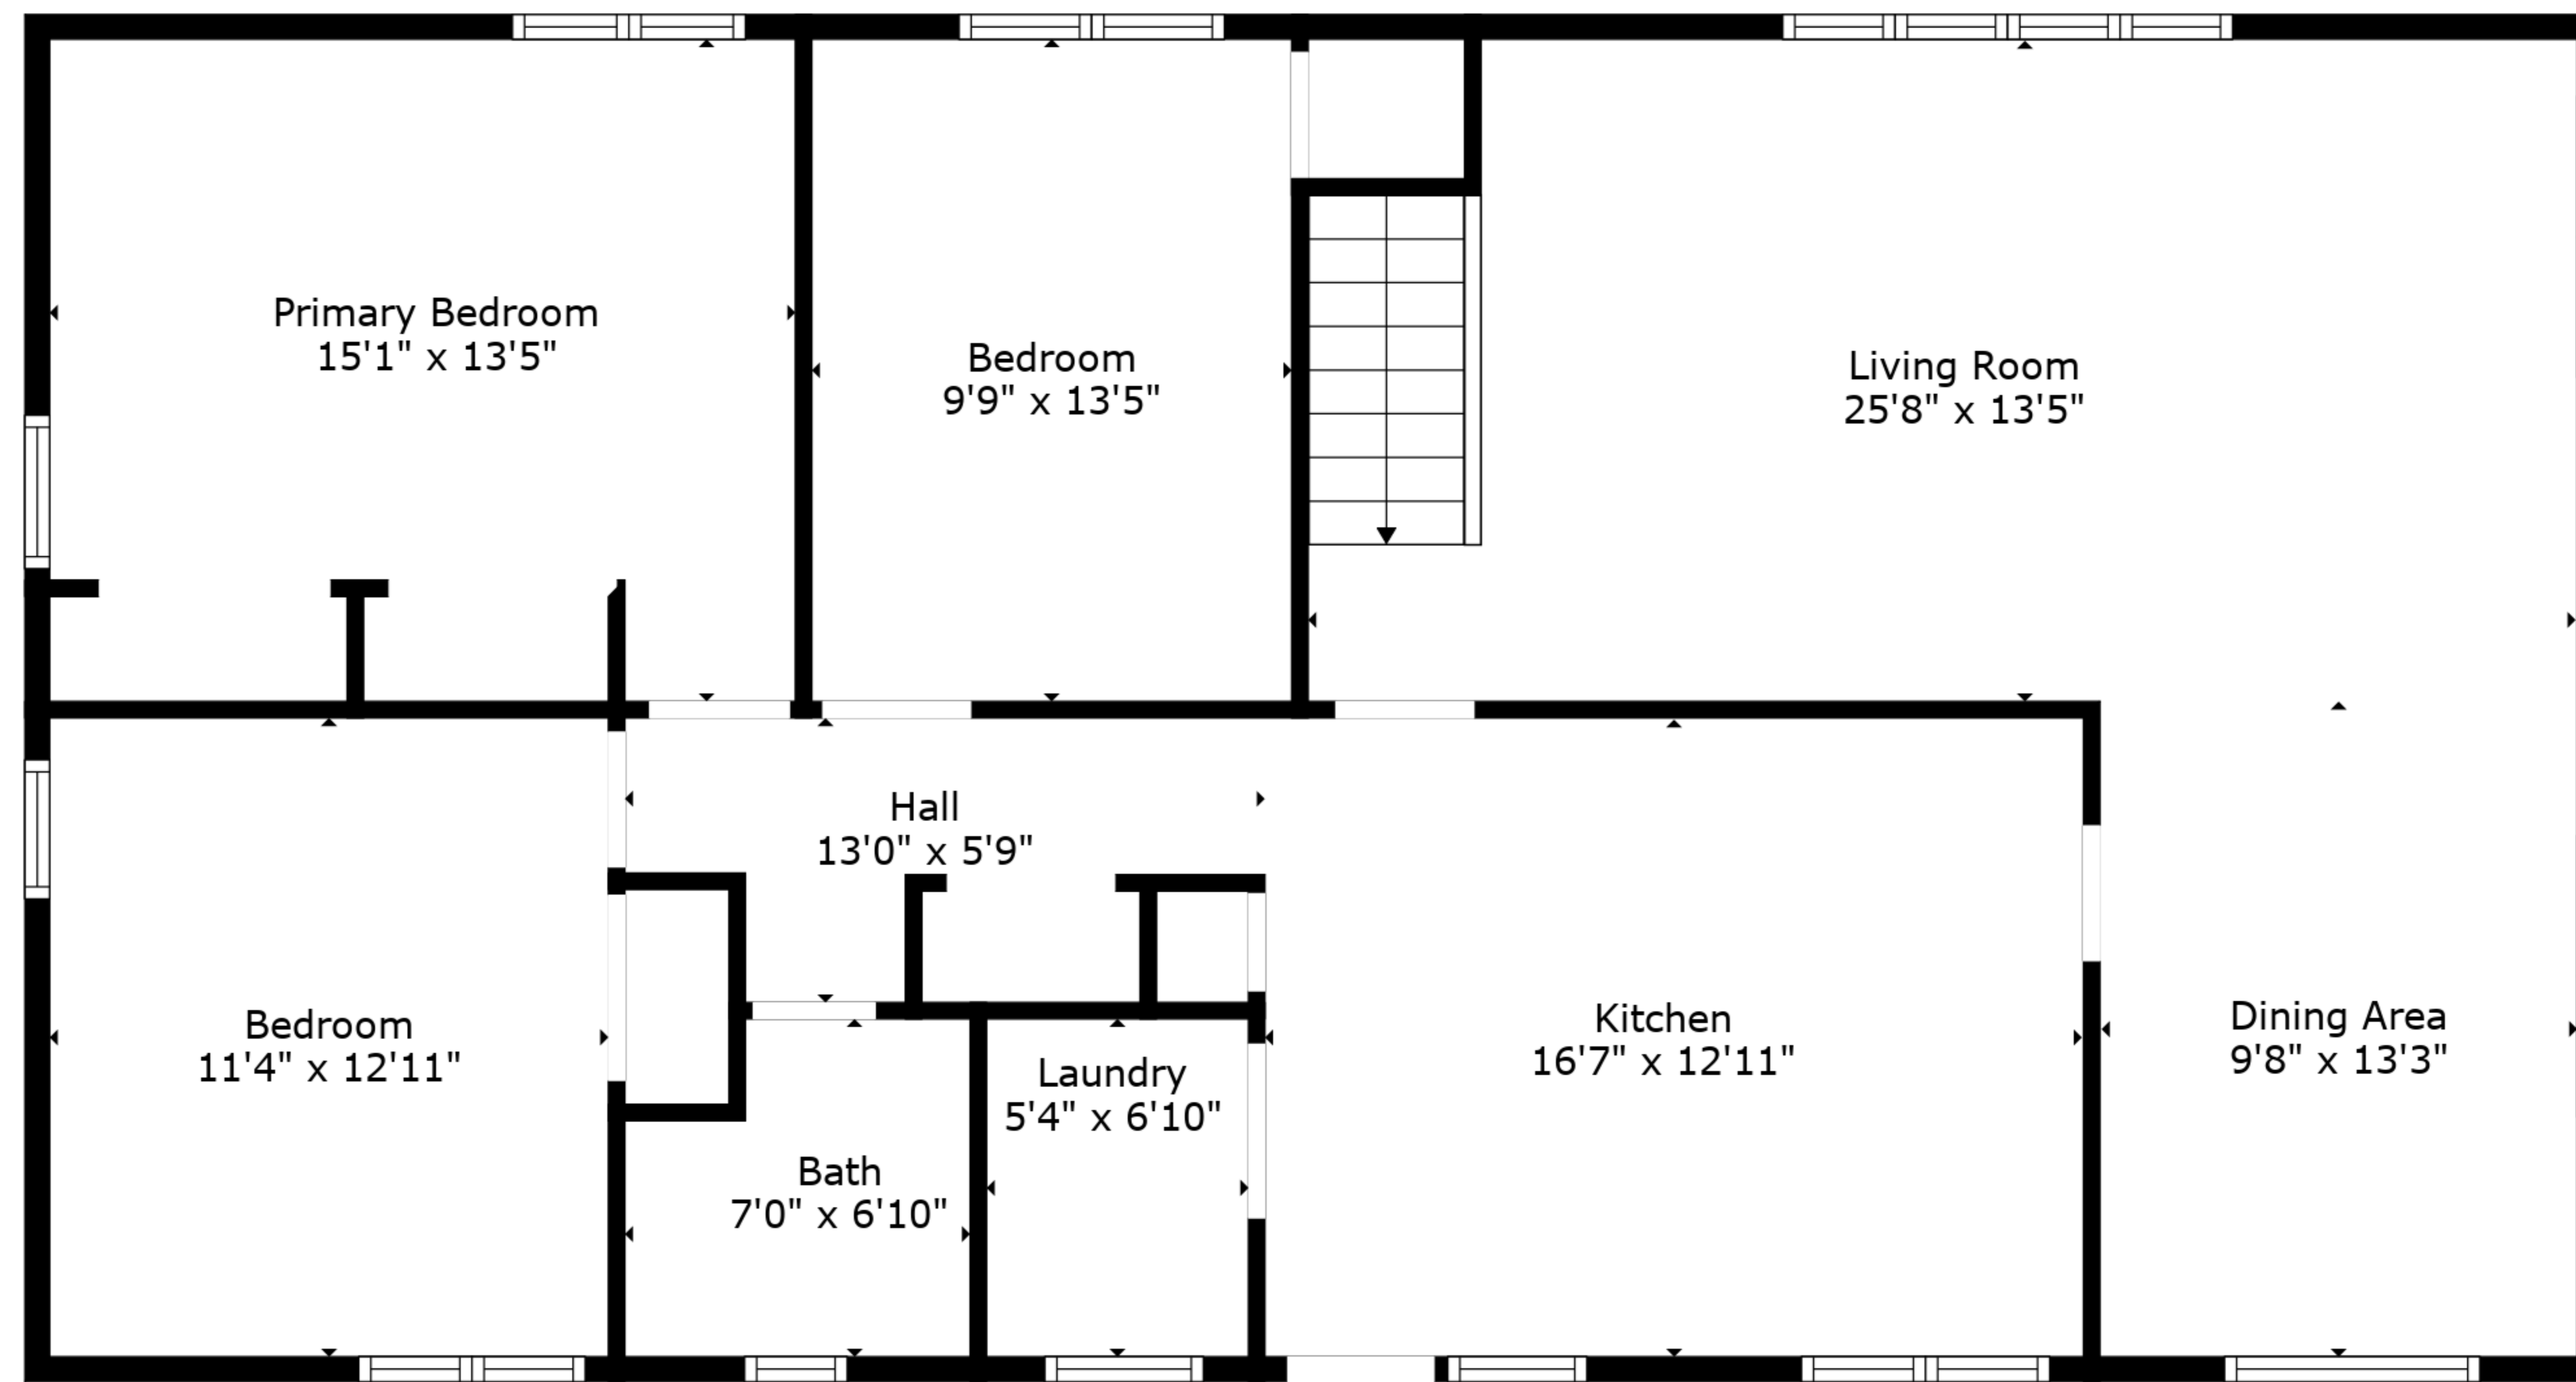 Primary Bedroom
15'1" x 13'5"
Bedroom
9'9" x 13'5"
Living Room
25'8" x 13'5"
Hall
13'0" x 5'9"
Bedroom
11'4" x 12'11"
Bath
7'0" x 6'10"
Laundry
5'4" x 6'10"
Kitchen
16'7" x 12'11"
Dining Area
9'8" x 13'3"